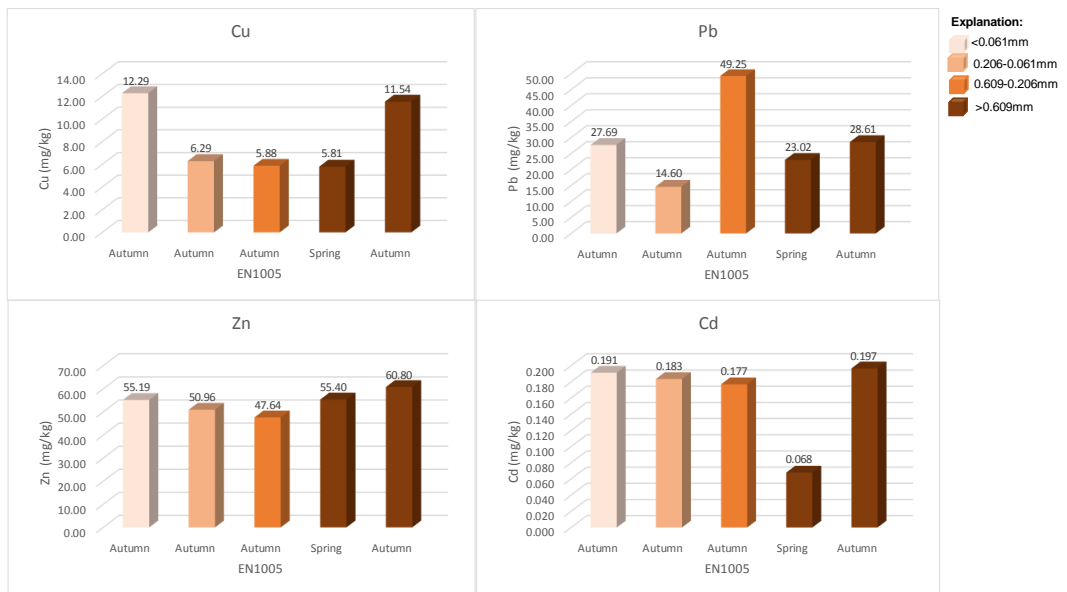 Cu
Cu (mg/kg)
14.00
12.00
10.00
8.00
6.00
4.00
2.00
0.00
12.29
6.29
5.88
5.81
11.54
Autumn Autumn Autumn Spring Autumn
EN1005
Pb
Pb (mg/kg)
50.00
45.00
40.00
35.00
30.00
25.00
20.00
15.00
10.00
5.00
0.00
27.69
14.60
49.25
23.02
28.61
Autumn Autumn Autumn Spring Autumn
EN1005
Explanation:
<0.061mm
0.206-0.061mm
0.609-0.206mm
>0.609mm
Zn
Zn (mg/kg)
70.00
60.00
50.00
40.00
30.00
20.00
10.00
0.00
55.19
50.96
47.64
55.40
60.80
Autumn Autumn Autumn Spring Autumn
EN1005
Cd
Cd (mg/kg)
0.200
0.180
0.160
0.140
0.120
0.100
0.080
0.060
0.040
0.020
0.000
0.191
0.183
0.177
0.068
0.197
Autumn Autumn Autumn Spring Autumn
EN1005